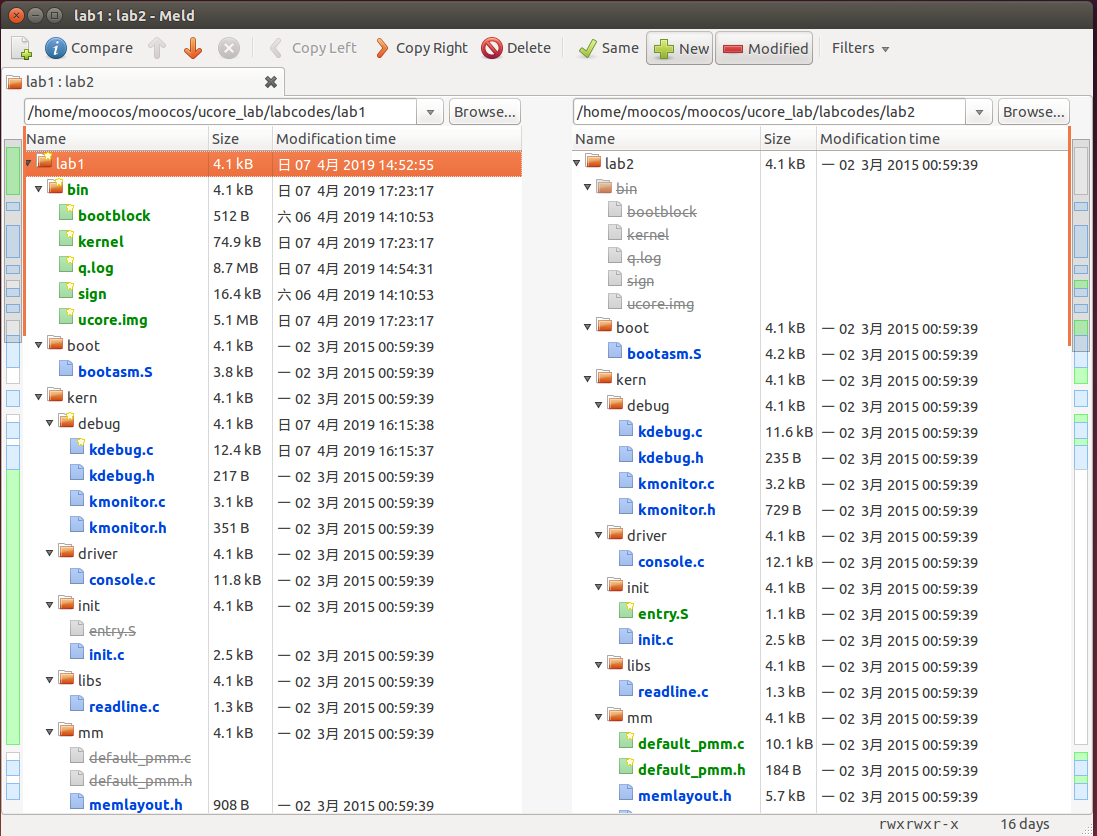 lab1 : lab2 - Meld
Compare Copy Left Copy Right Delete Same New Modified Filters
lab1 : lab2
/home/moocos/moocos/ucore_lab/labcodes/lab1 Browse... /home/moocos/moocos/ucore_lab/labcodes/lab2 Browse...
Name Size Modification time Name Size Modification time
lab1 4.1 kB 日 07 4月 2019 14:52:55 lab2 4.1 kB 一 02 3月 2015 00:59:39
bin 4.1 kB 日 07 4月 2019 17:23:17 bin
bootblock 512 B 六 06 4月 2019 14:10:53 bootblock
kernel 74.9 kB 日 07 4月 2019 17:23:17 kernel
q.log 8.7 MB 日 07 4月 2019 14:54:31 q.log
sign 16.4 kB 六 06 4月 2019 14:10:53 sign
ucore.img 5.1 MB 日 07 4月 2019 17:23:17 ucore.img
boot 4.1 kB 一 02 3月 2015 00:59:39 boot 4.1 kB 一 02 3月 2015 00:59:39
bootasm.S 3.8 kB 一 02 3月 2015 00:59:39 bootasm.S 4.2 kB 一 02 3月 2015 00:59:39
kern 4.1 kB 一 02 3月 2015 00:59:39 kern 4.1 kB 一 02 3月 2015 00:59:39
debug 4.1 kB 日 07 4月 2019 16:15:38 debug 4.1 kB 一 02 3月 2015 00:59:39
kdebug.c 12.4 kB 日 07 4月 2019 16:15:37 kdebug.c 11.6 kB 一 02 3月 2015 00:59:39
kdebug.h 217 B 一 02 3月 2015 00:59:39 kdebug.h 235 B 一 02 3月 2015 00:59:39
kmonitor.c 3.1 kB 一 02 3月 2015 00:59:39 kmonitor.c 3.2 kB 一 02 3月 2015 00:59:39
kmonitor.h 351 B 一 02 3月 2015 00:59:39 kmonitor.h 729 B 一 02 3月 2015 00:59:39
driver 4.1 kB 一 02 3月 2015 00:59:39 driver 4.1 kB 一 02 3月 2015 00:59:39
console.c 11.8 kB 一 02 3月 2015 00:59:39 console.c 12.1 kB 一 02 3月 2015 00:59:39
init 4.1 kB 一 02 3月 2015 00:59:39 init 4.1 kB 一 02 3月 2015 00:59:39
entry.S entry.S 1.1 kB 一 02 3月 2015 00:59:39
init.c 2.5 kB 一 02 3月 2015 00:59:39 init.c 2.5 kB 一 02 3月 2015 00:59:39
libs 4.1 kB 一 02 3月 2015 00:59:39 libs 4.1 kB 一 02 3月 2015 00:59:39
readline.c 1.3 kB 一 02 3月 2015 00:59:39 readline.c 1.3 kB 一 02 3月 2015 00:59:39
mm 4.1 kB 一 02 3月 2015 00:59:39 mm 4.1 kB 一 02 3月 2015 00:59:39
default_pmm.c default_pmm.c 10.1 kB 一 02 3月 2015 00:59:39
default_pmm.h default_pmm.h 184 B 一 02 3月 2015 00:59:39
memlayout.h 908 B 一 02 3月 2015 00:59:39 memlayout.h 5.7 kB 一 02 3月 2015 00:59:39
rwxrwxr-x 16 days